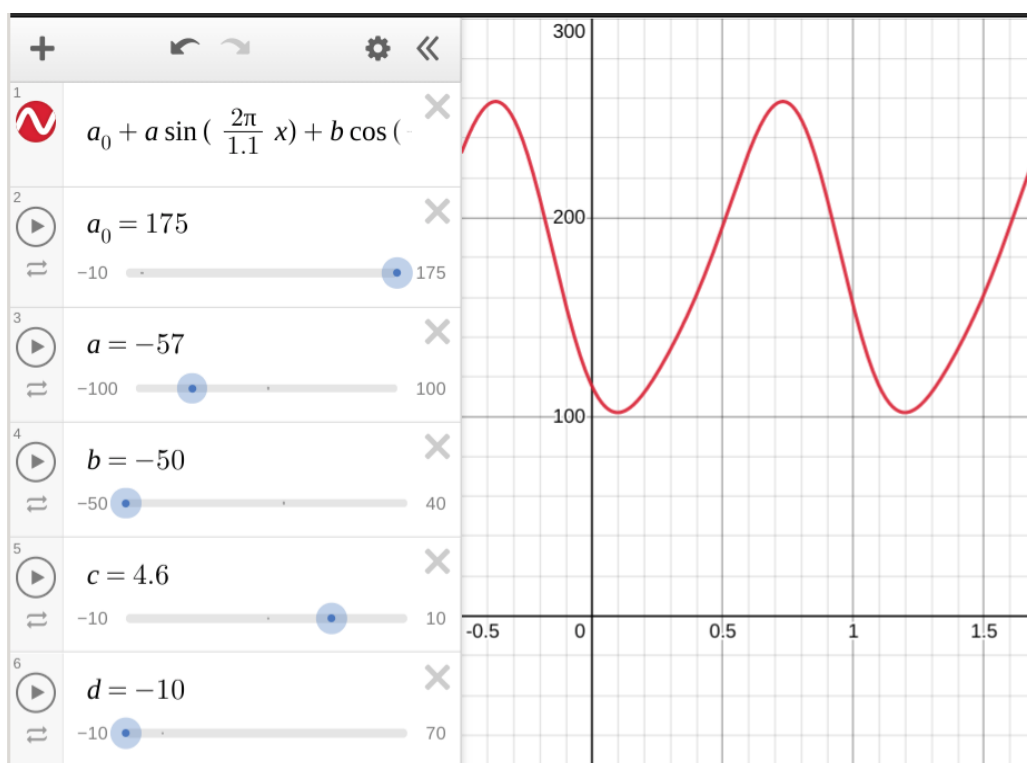 1
a₀ + a sin ( 2π/1.1 x) + b cos (
2
a₀ = 175
−10 175
3
a = −57
−100 100
4
b = −50
−50 40
5
c = 4.6
−10 10
6
d = −10
−10 70
300
200
100
-0.5 0 0.5 1 1.5